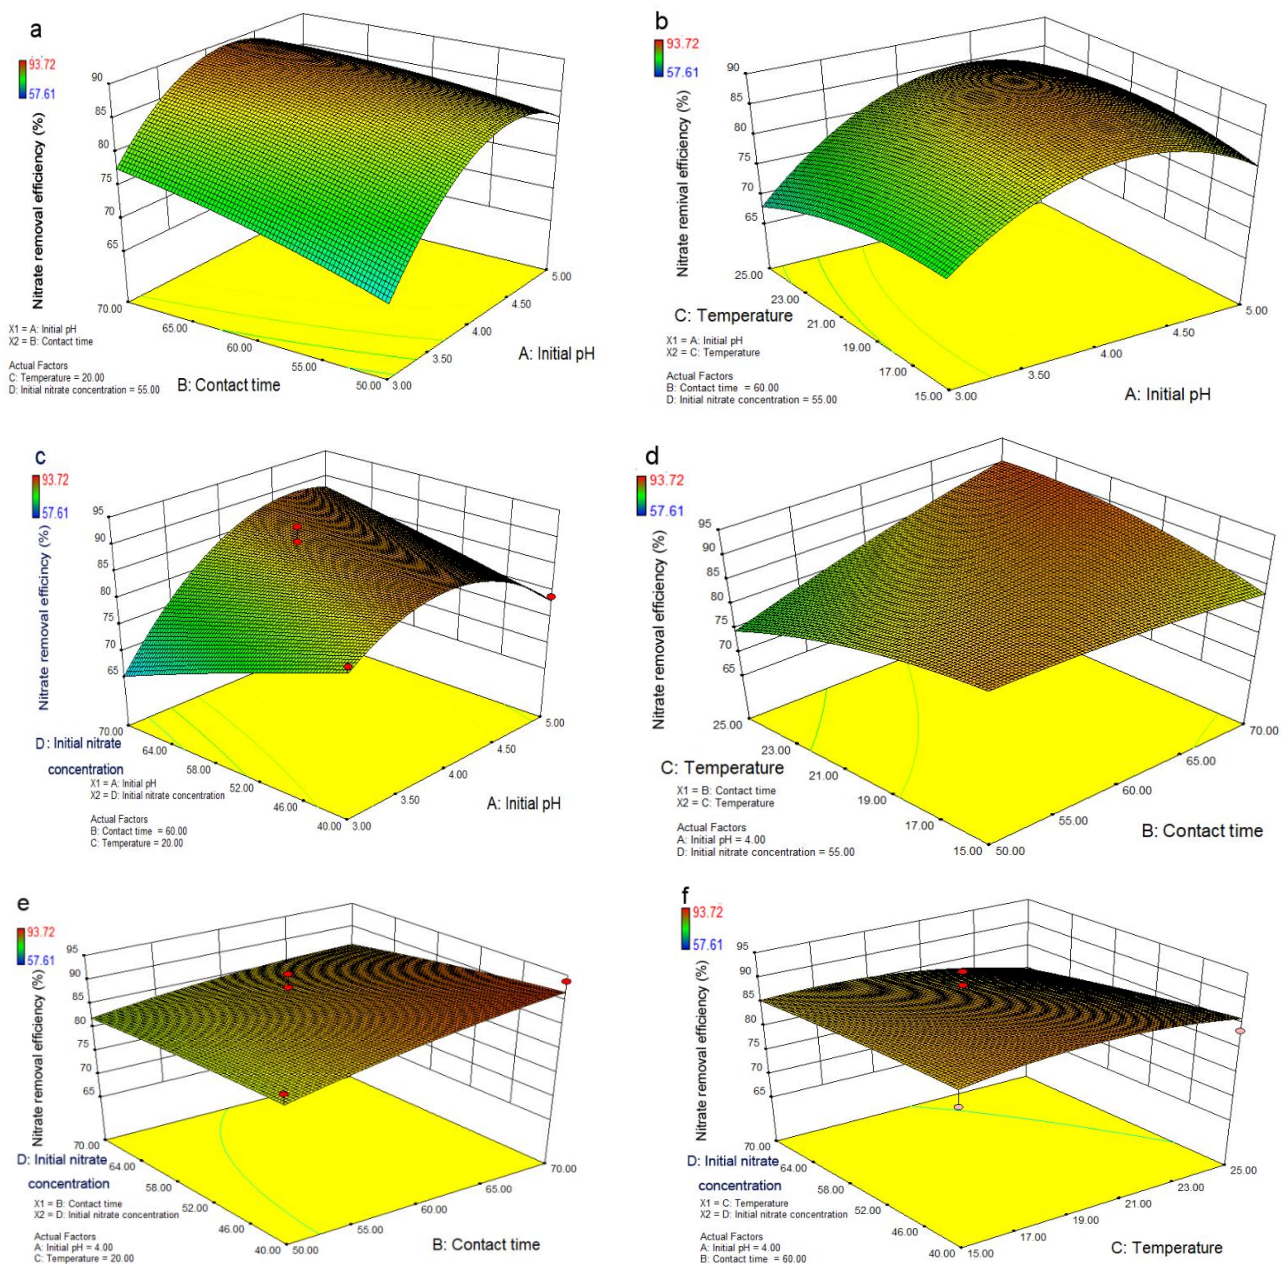 a
93.72
57.61
Nitrate removal efficiency (%)
90
85
80
75
70
65
70.00
65.00
60.00
55.00
50.00
3.00
3.50
4.00
4.50
5.00
B: Contact time
A: Initial pH
X1 = A: Initial pH
X2 = B: Contact time
Actual Factors
C: Temperature = 20.00
D: Initial nitrate concentration = 55.00
b
93.72
57.61
Nitrate remival efficiency (%)
90
85
80
75
70
65
25.00
23.00
21.00
19.00
17.00
15.00
3.00
3.50
4.00
4.50
5.00
C: Temperature
A: Initial pH
X1 = A: Initial pH
X2 = C: Temperature
Actual Factors
B: Contact time = 60.00
D: Initial nitrate concentration = 55.00
c
93.72
57.61
Nitrate removal efficincy (%)
95
90
85
80
75
70
65
70.00
64.00
58.00
52.00
46.00
40.00
3.00
3.50
4.00
4.50
5.00
D: Initial nitrate
concentration
A: Initial pH
X1 = A: Initial pH
X2 = D: Initial nitrate concentration
Actual Factors
B: Contact time = 60.00
C: Temperature = 20.00
d
93.72
57.61
Nitrate removal efficiency (%)
95
90
85
80
75
70
65
25.00
23.00
21.00
19.00
17.00
15.00
50.00
55.00
60.00
65.00
70.00
C: Temperature
B: Contact time
X1 = B: Contact time
X2 = C: Temperature
Actual Factors
A: Initial pH = 4.00
D: Initial nitrate concentration = 55.00
e
93.72
57.61
Nitrate removal efficiency (%)
95
90
85
80
75
70
65
70.00
64.00
58.00
52.00
46.00
40.00
50.00
55.00
60.00
65.00
70.00
D: Initial nitrate
concentration
B: Contact time
X1 = B: Contact time
X2 = D: Initial nitrate concentration
Actual Factors
A: Initial pH = 4.00
C: Temperature = 20.00
f
93.72
57.61
Nitrate removal efficiency (%)
95
90
85
80
75
70
65
70.00
64.00
58.00
52.00
46.00
40.00
15.00
17.00
19.00
21.00
23.00
25.00
D: Initial nitrate
concentration
C: Temperature
X1 = C: Temperature
X2 = D: Initial nitrate concentration
Actual Factors
A: Initial pH = 4.00
B: Contact time = 60.00